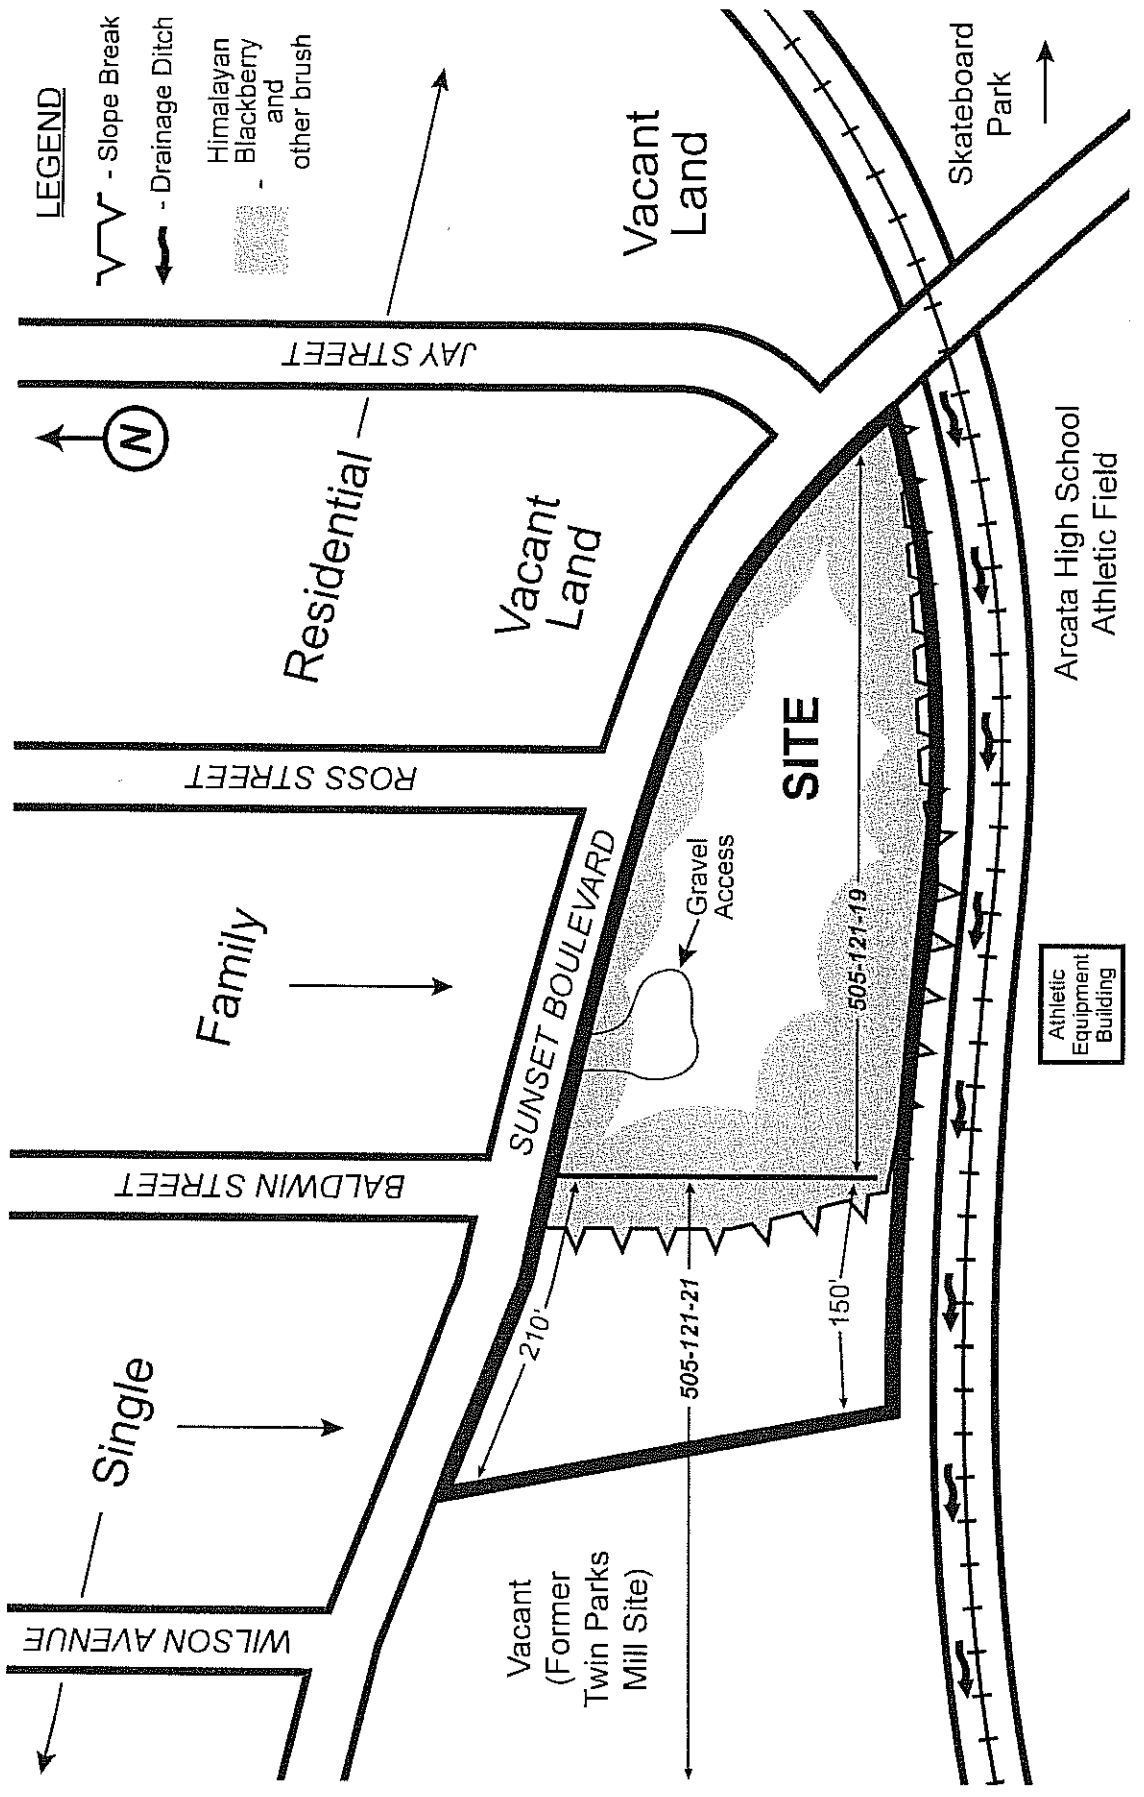 LEGEND
- Slope Break
- Drainage Ditch
Himalayan
Blackberry
-
and
other brush
N
Single
Family
Residential
Vacant
Land
Vacant
Land
WILSON AVENUE
BALDWIN STREET
ROSS STREET
JAY STREET
SUNSET BOULEVARD
Gravel
Access
SITE
210'
505-121-21
150'
505-121-19
Vacant
(Former
Twin Parks
Mill Site)
Athletic
Equipment
Building
Arcata High School
Athletic Field
Skateboard
Park